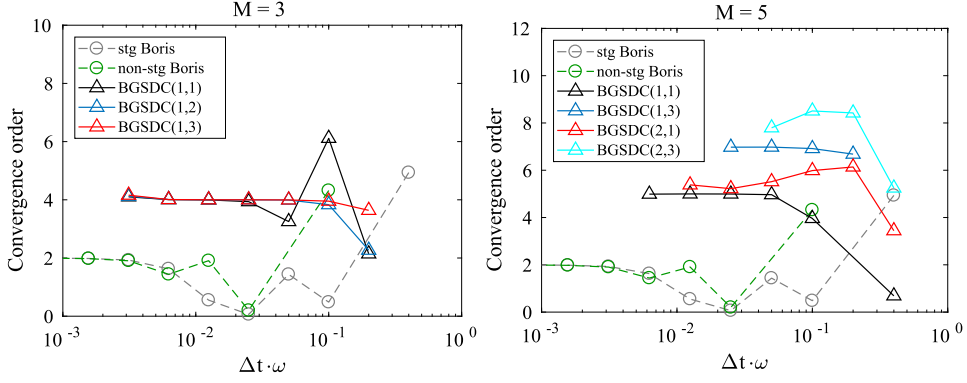 M = 3
10
8
6
4
2
0
Convergence order
stg Boris
non-stg Boris
BGSDC(1,1)
BGSDC(1,2)
BGSDC(1,3)
10^-3
10^-2
10^-1
10^0
Δt·ω
M = 5
12
10
8
6
4
2
0
Convergence order
stg Boris
non-stg Boris
BGSDC(1,1)
BGSDC(1,3)
BGSDC(2,1)
BGSDC(2,3)
10^-3
10^-2
10^-1
10^0
Δt·ω